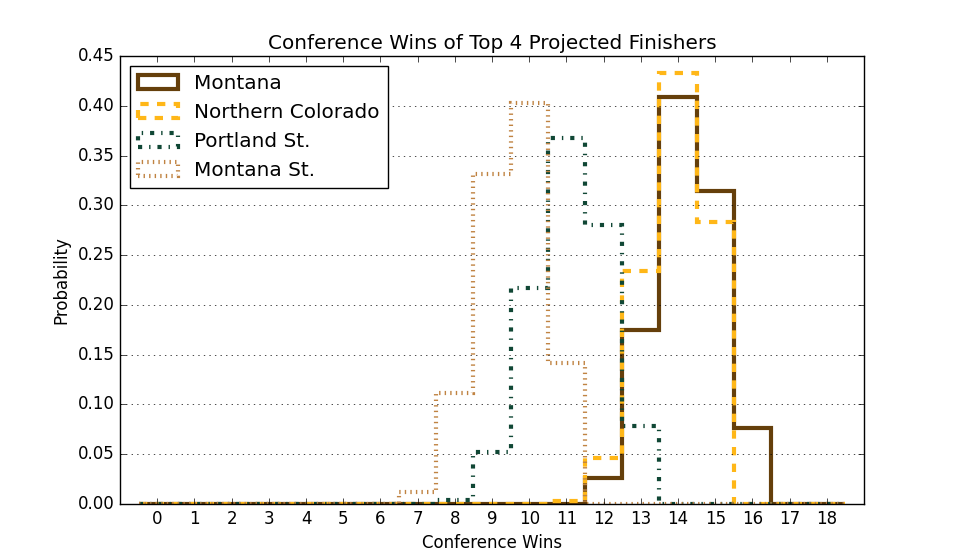 Conference Wins of Top 4 Projected Finishers
Montana
Northern Colorado
Portland St.
Montana St.
Probability
0.45
0.40
0.35
0.30
0.25
0.20
0.15
0.10
0.05
0.00
0 1 2 3 4 5 6 7 8 9 10 11 12 13 14 15 16 17 18
Conference Wins